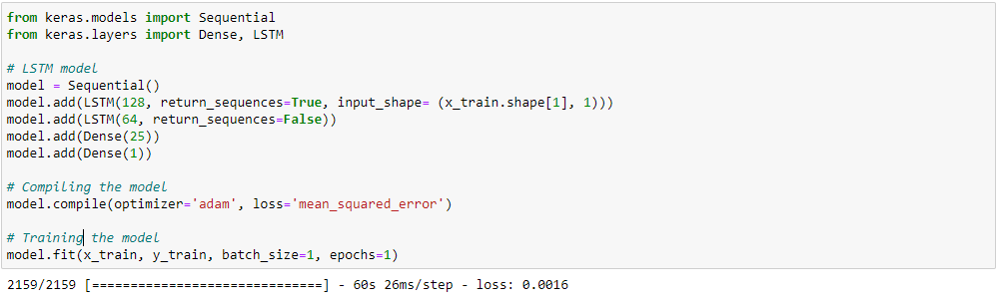 from keras.models import Sequential
from keras.layers import Dense, LSTM
# LSTM model
model = Sequential()
model.add(LSTM(128, return_sequences=True, input_shape= (x_train.shape[1], 1)))
model.add(LSTM(64, return_sequences=False))
model.add(Dense(25))
model.add(Dense(1))
# Compiling the model
model.compile(optimizer='adam', loss='mean_squared_error')
# Training the model
model.fit(x_train, y_train, batch_size=1, epochs=1)
2159/2159 [==============================] - 60s 26ms/step - loss: 0.0016